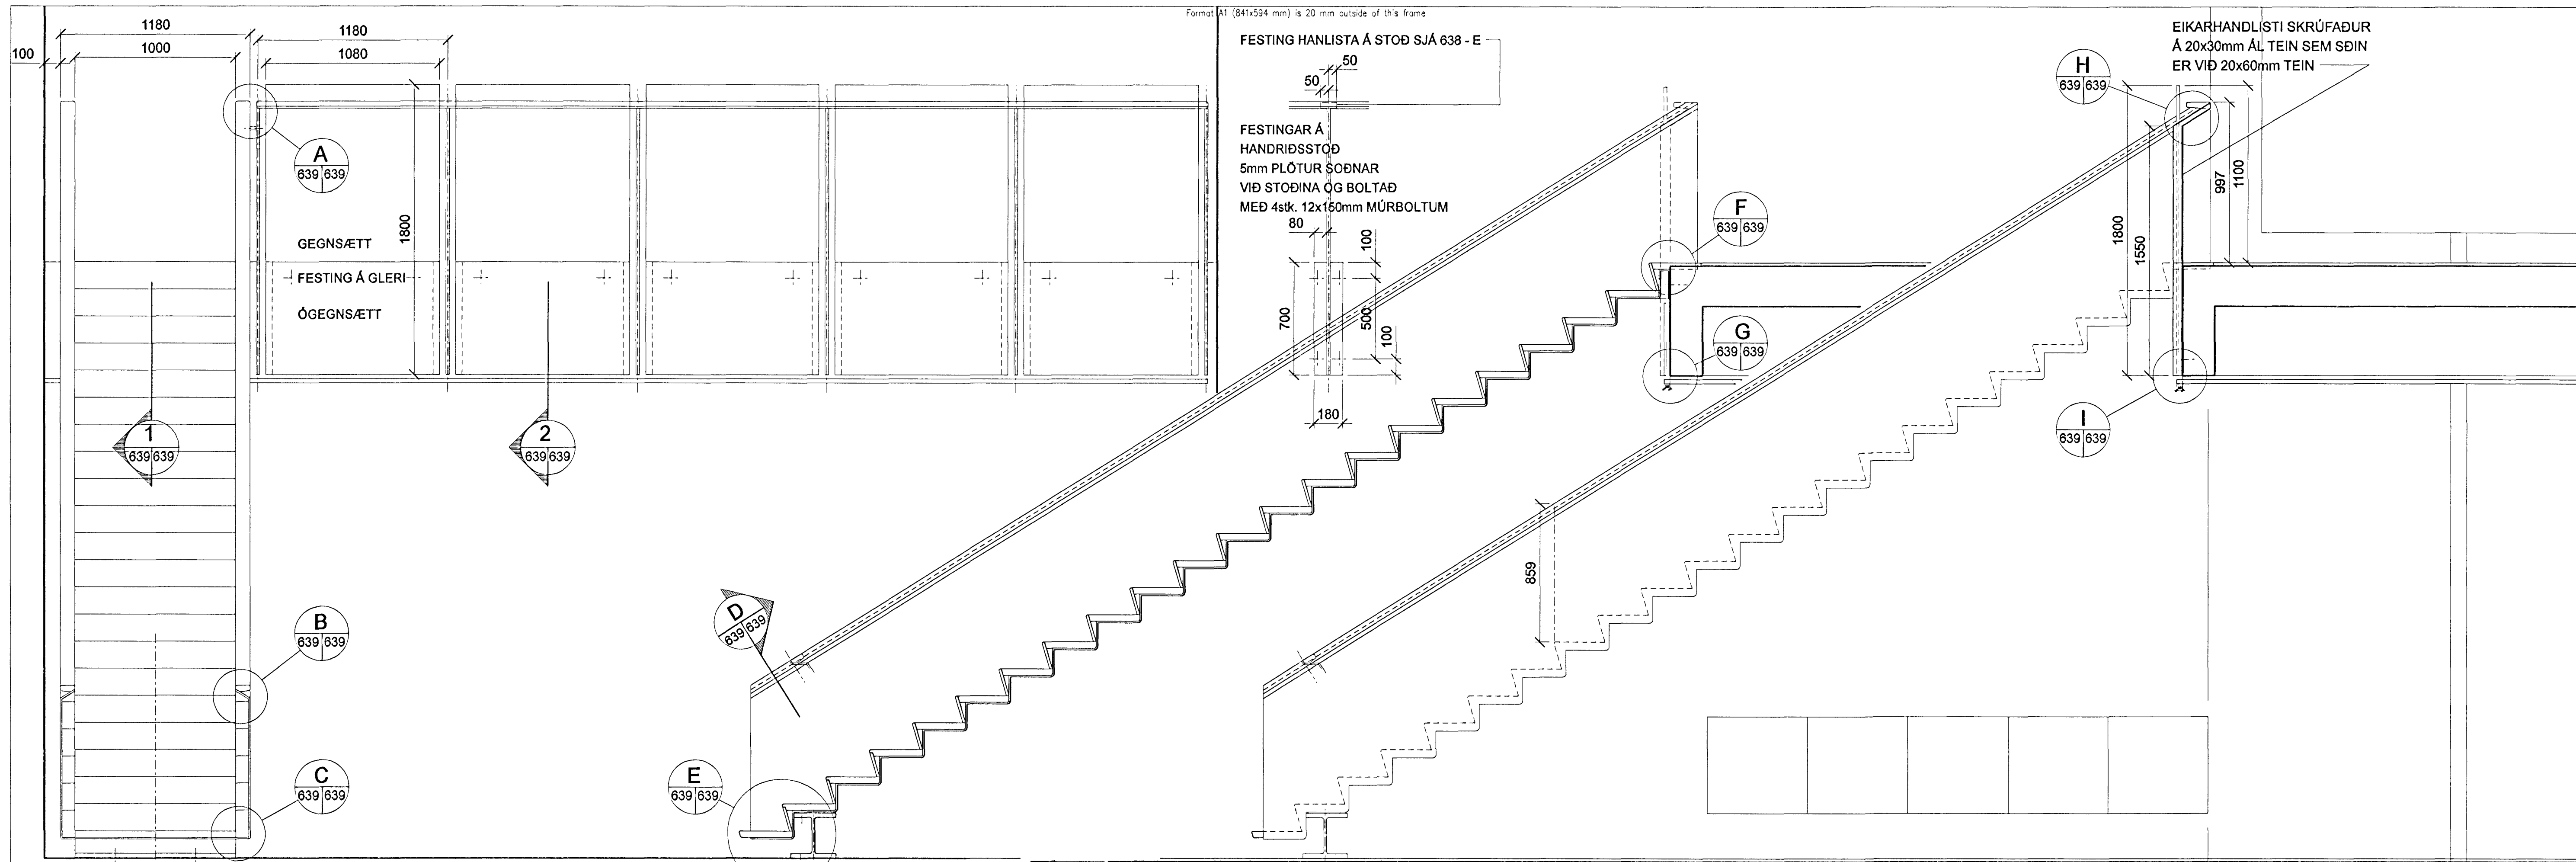 Format A1 (841x594 mm) is 20 mm outside of this frame
1180
1000
100
1180
1080
1800
A
639 639
GEGNSÆTT
FESTING Á GLERI
ÓGEGNSÆTT
1
639 639
2
639 639
B
639 639
C
639 639
FESTING HANLISTA Á STOÐ SJÁ 638 - E
50
50
FESTINGAR Á
HANDRIÐSSTOÐ
5mm PLÖTUR SOÐNAR
VIÐ STOÐINA OG BOLTAÐ
MEÐ 4stk. 12x150mm MÚRBOLTUM
80
100
700
500
100
180
D
639 639
E
639 639
F
639 639
G
639 639
859
EIKARHANDLISTI SKRÚFAÐUR
Á 20x30mm ÁL TEIN SEM SÐIN
ER VIÐ 20x60mm TEIN
H
639 639
997
1100
1800
1550
I
639 639